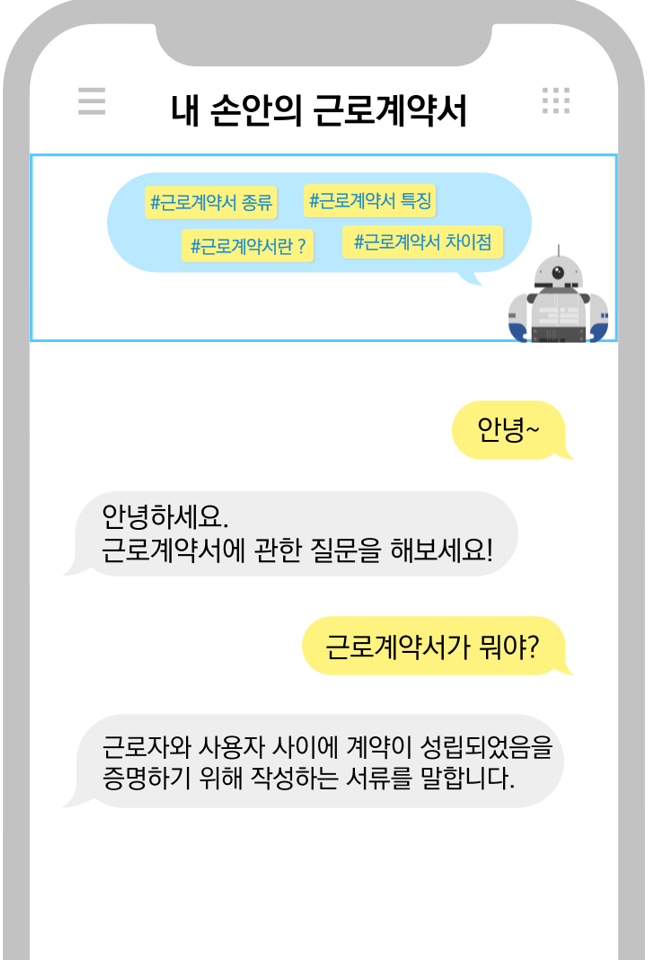 내 손안의 근로계약서
#근로계약서 종류
#근로계약서 특징
#근로계약서란 ?
#근로계약서 차이점
안녕~
안녕하세요.
근로계약서에 관한 질문을 해보세요!
근로계약서가 뭐야?
근로자와 사용자 사이에 계약이 성립되었음을
증명하기 위해 작성하는 서류를 말합니다.